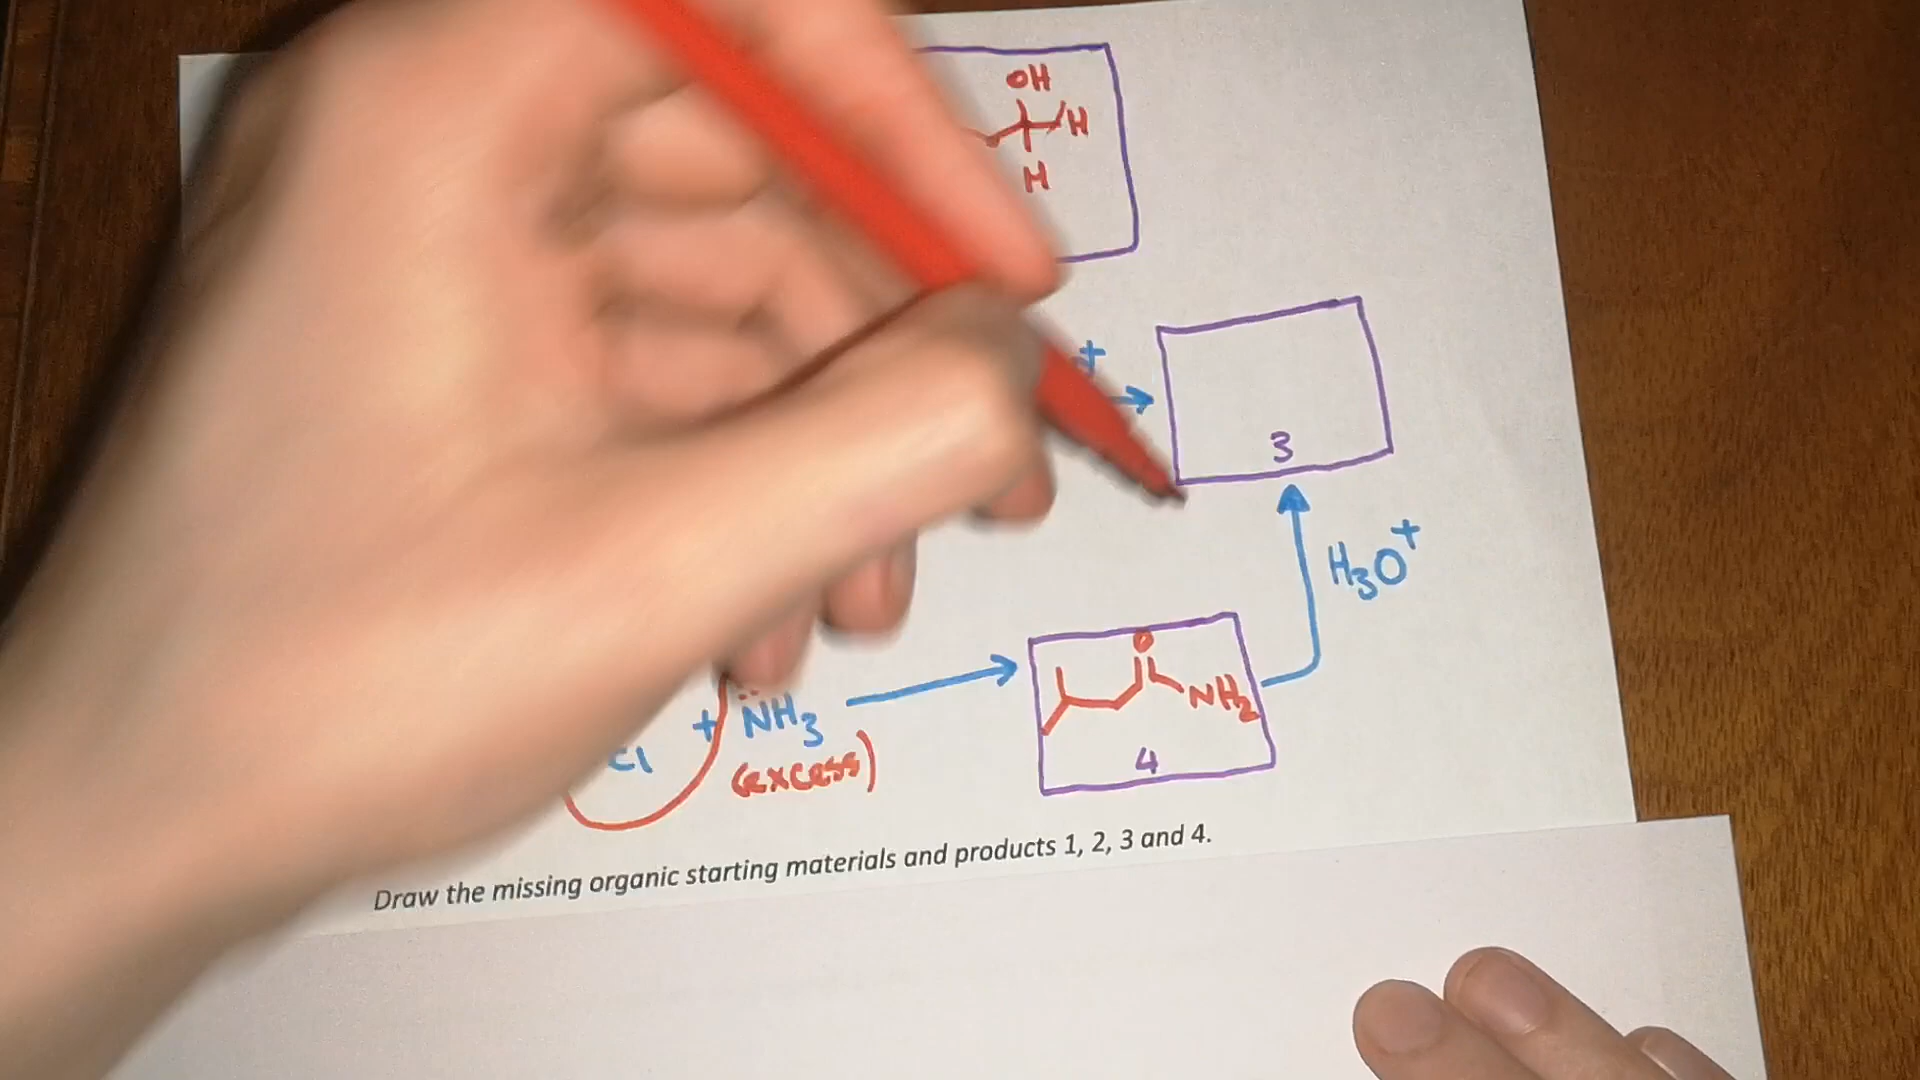 OH
H
H
+
3
H₃O⁺
O
NH₂
4
Cl + NH₃
(excess)
Draw the missing organic starting materials and products 1, 2, 3 and 4.